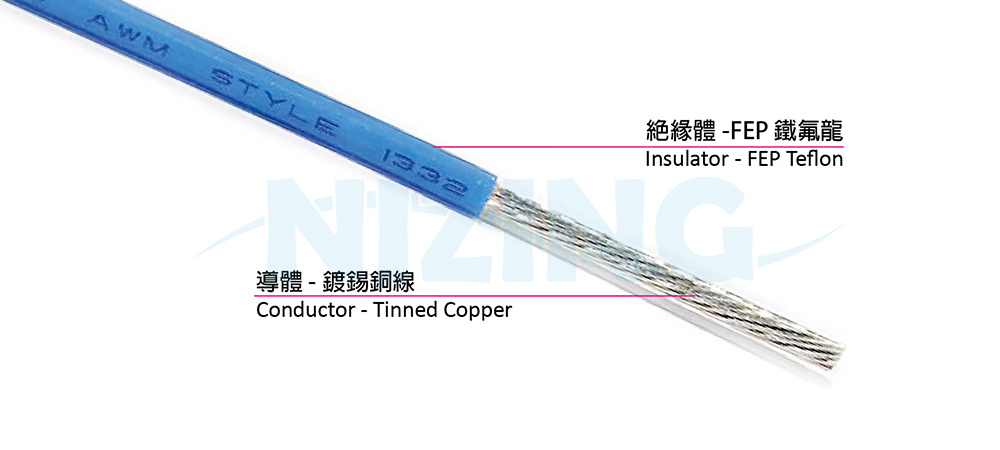 AWM STYLE 1332
絕緣體 -FEP 鐵氟龍
Insulator - FEP Teflon
NIZING
導體 - 鍍錫銅線
Conductor - Tinned Copper